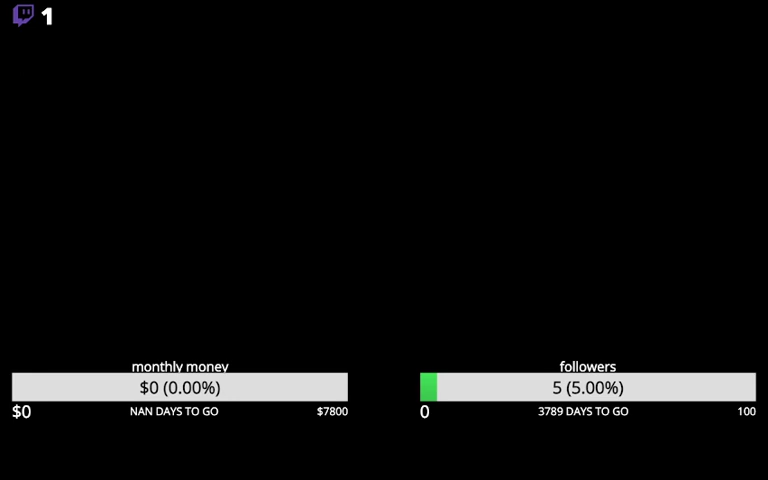 1
monthly money
$0 (0.00%)
$0 NAN DAYS TO GO $7800
followers
5 (5.00%)
0 3789 DAYS TO GO 100